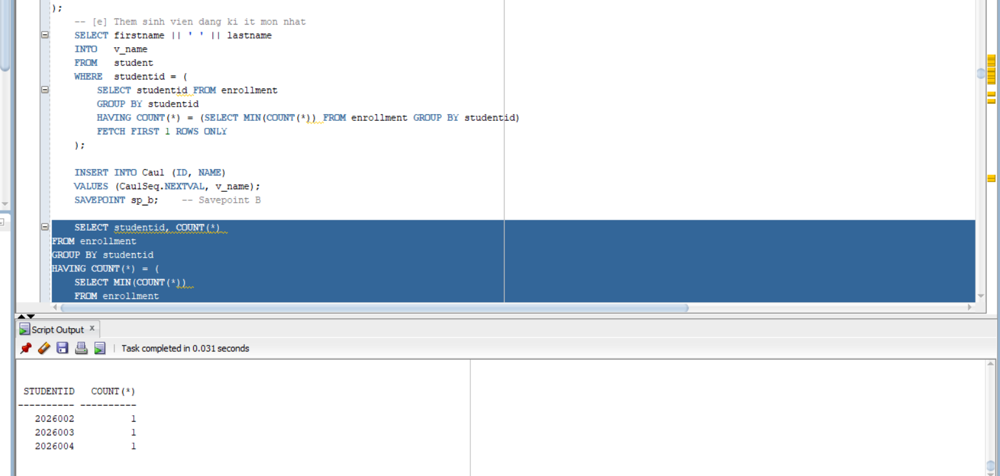 );
-- [e] Them sinh vien dang ki it mon nhat
SELECT firstname || ' ' || lastname
INTO v_name
FROM student
WHERE studentid = (
SELECT studentid FROM enrollment
GROUP BY studentid
HAVING COUNT(*) = (SELECT MIN(COUNT(*)) FROM enrollment GROUP BY studentid)
FETCH FIRST 1 ROWS ONLY
);
INSERT INTO Cau1 (ID, NAME)
VALUES (Cau1Seq.NEXTVAL, v_name);
SAVEPOINT sp_b; -- Savepoint B
SELECT studentid, COUNT(*)
FROM enrollment
GROUP BY studentid
HAVING COUNT(*) = (
SELECT MIN(COUNT(*))
FROM enrollment
Script Output x
Task completed in 0.031 seconds
STUDENTID COUNT(*)
---------- ----------
2026002 1
2026003 1
2026004 1